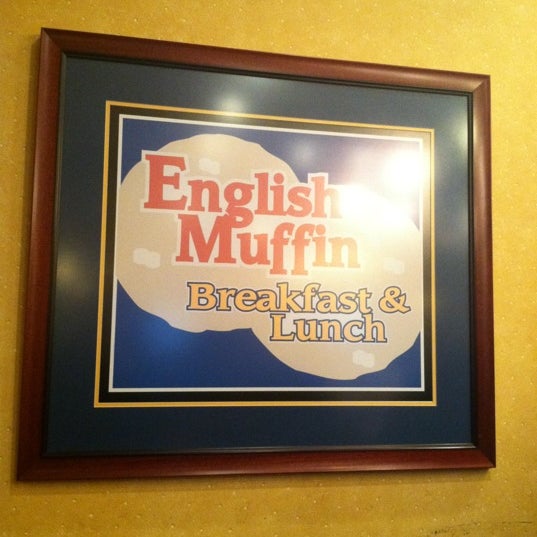 English
Muffin
Breakfast &
Lunch